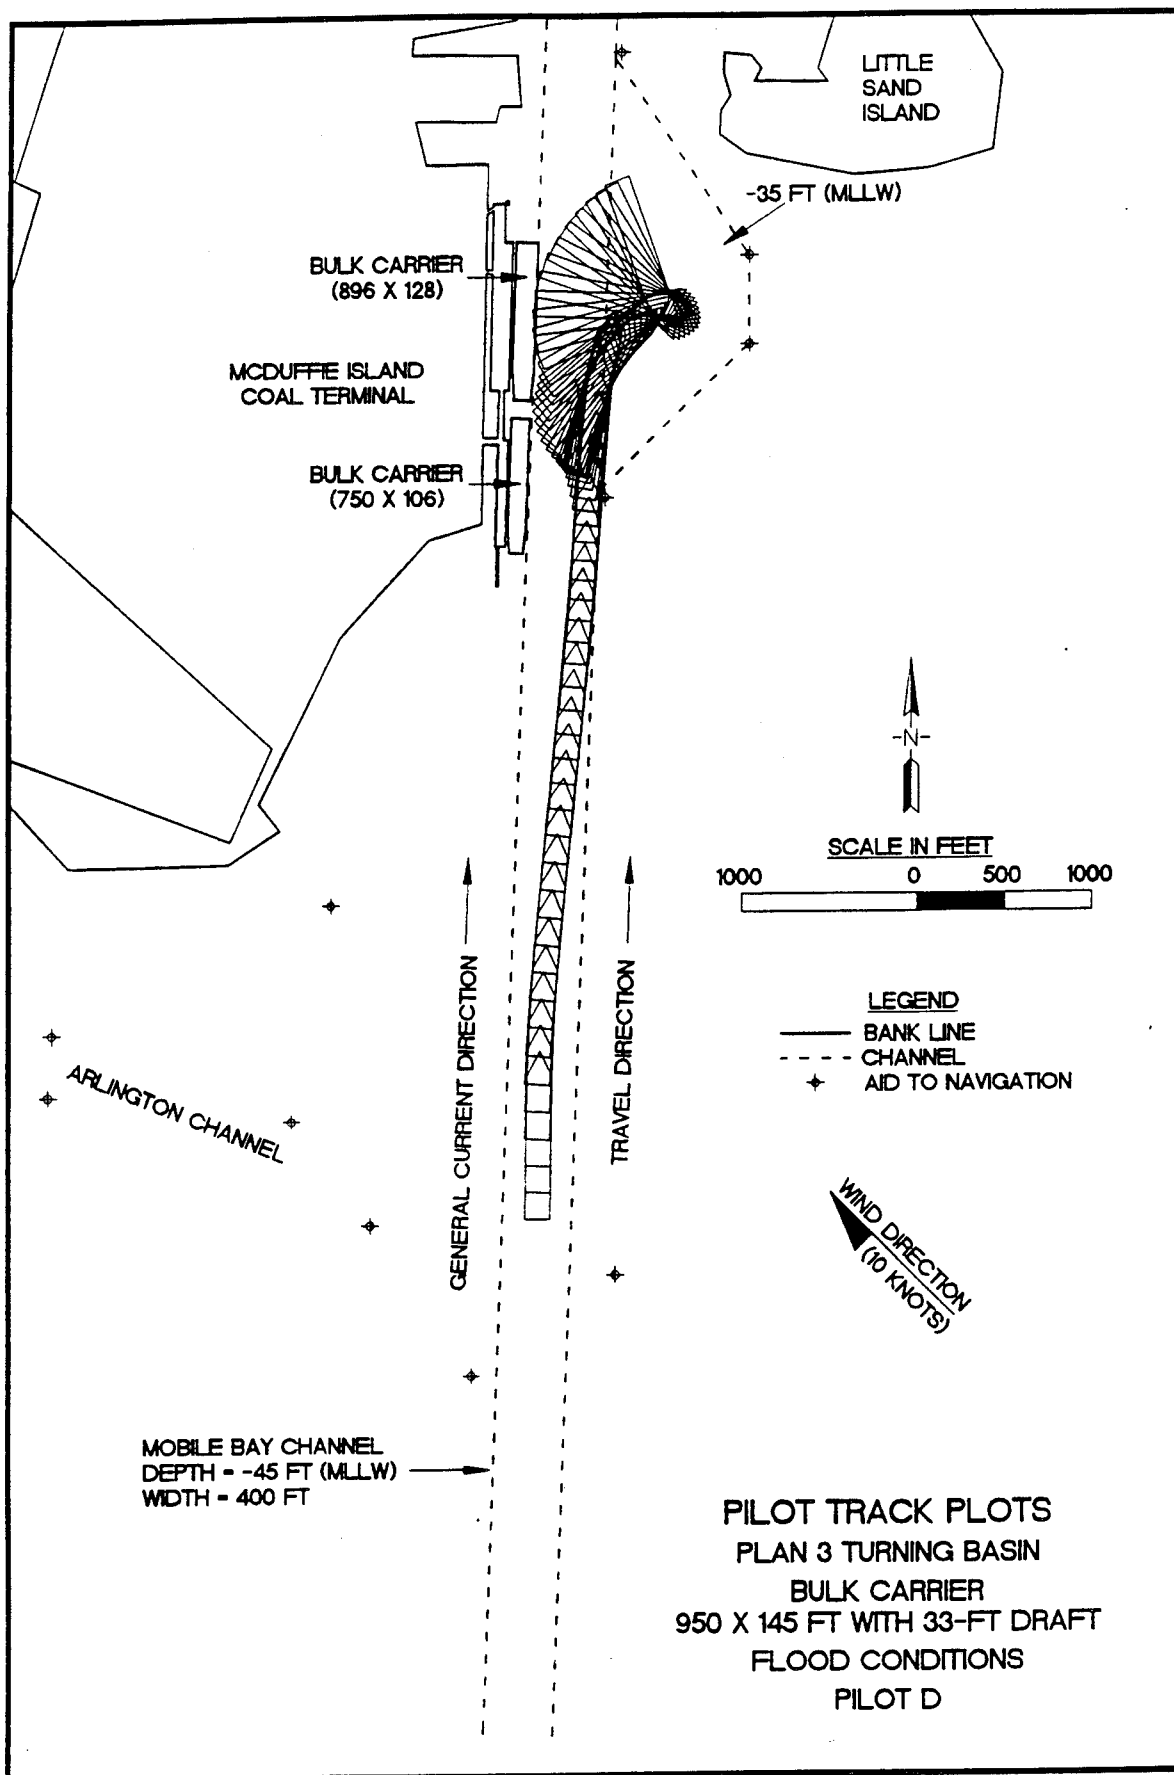 LITTLE
SAND
ISLAND
-35 FT (MLLW)
BULK CARRIER
(896 X 128)
MCDUFFIE ISLAND
COAL TERMINAL
BULK CARRIER
(750 X 106)
-N-
SCALE IN FEET
1000 0 500 1000
GENERAL CURRENT DIRECTION
TRAVEL DIRECTION
LEGEND
BANK LINE
CHANNEL
AID TO NAVIGATION
ARLINGTON CHANNEL
WIND DIRECTION
(10 KNOTS)
MOBILE BAY CHANNEL
DEPTH = -45 FT (MLLW)
WIDTH = 400 FT
PILOT TRACK PLOTS
PLAN 3 TURNING BASIN
BULK CARRIER
950 X 145 FT WITH 33-FT DRAFT
FLOOD CONDITIONS
PILOT D